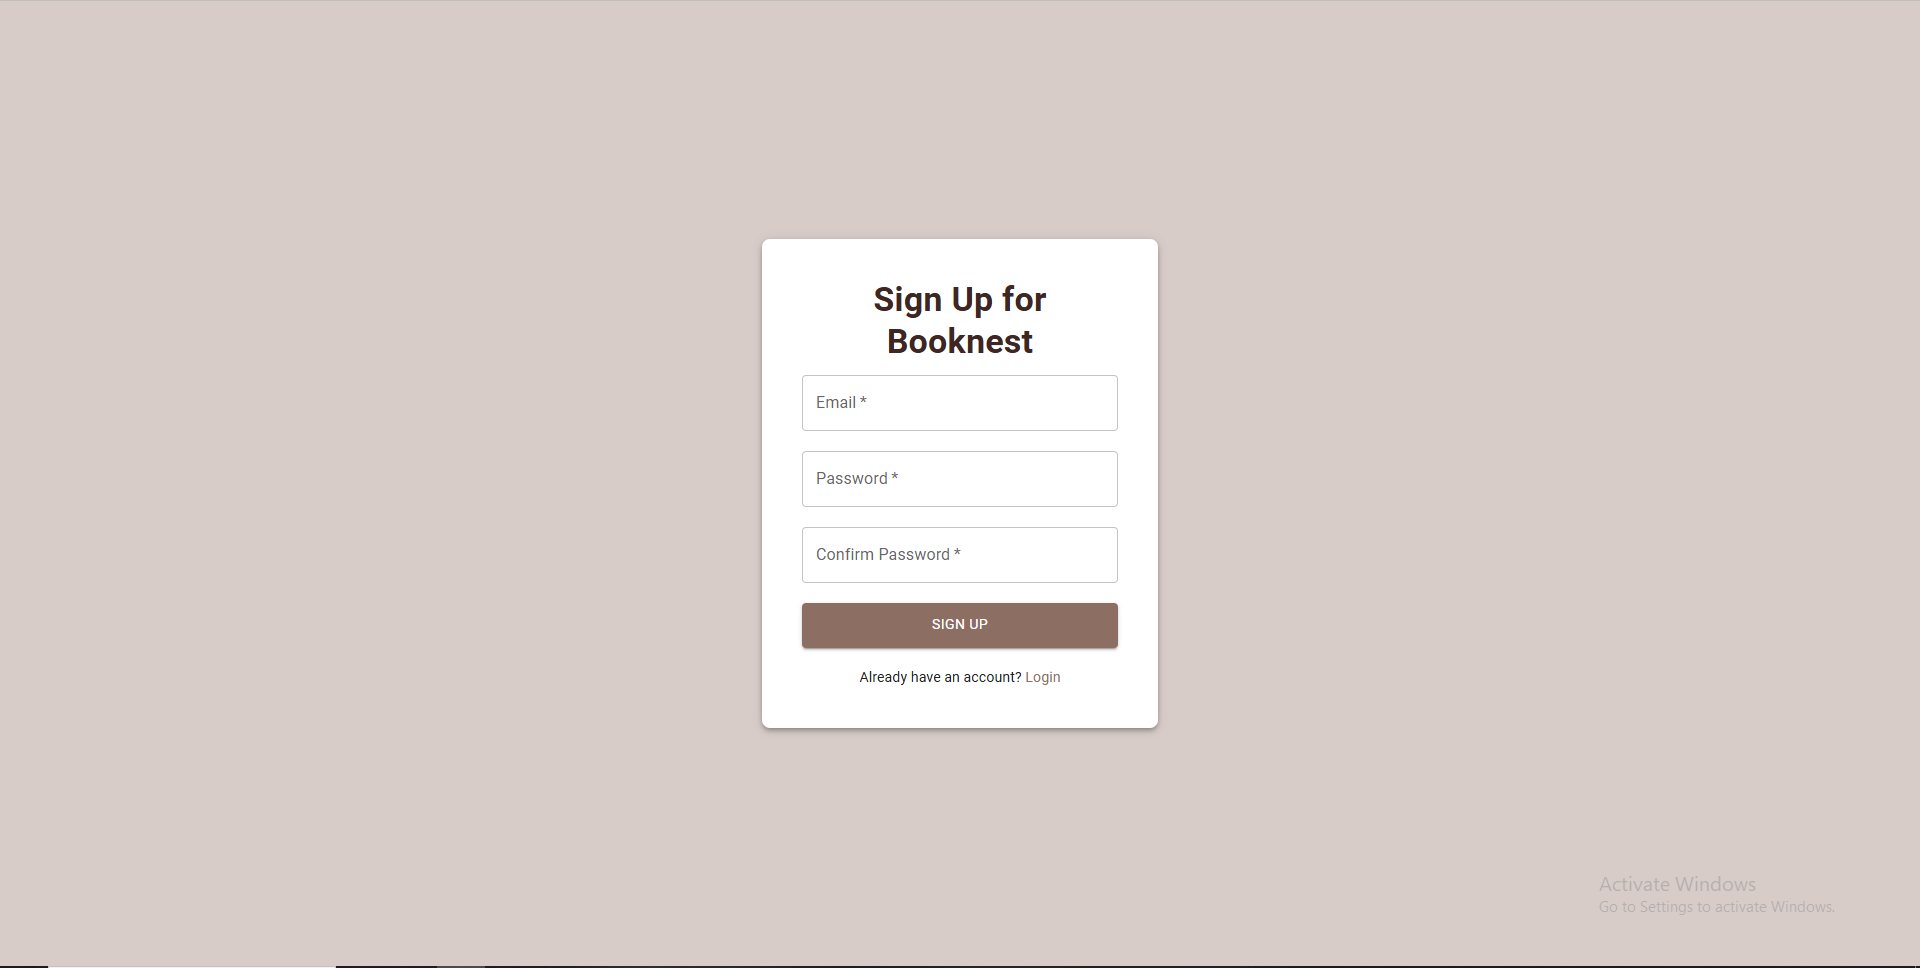 Sign Up for
Booknest
Email *
Password *
Confirm Password *
SIGN UP
Already have an account? Login
Activate Windows
Go to Settings to activate Windows.